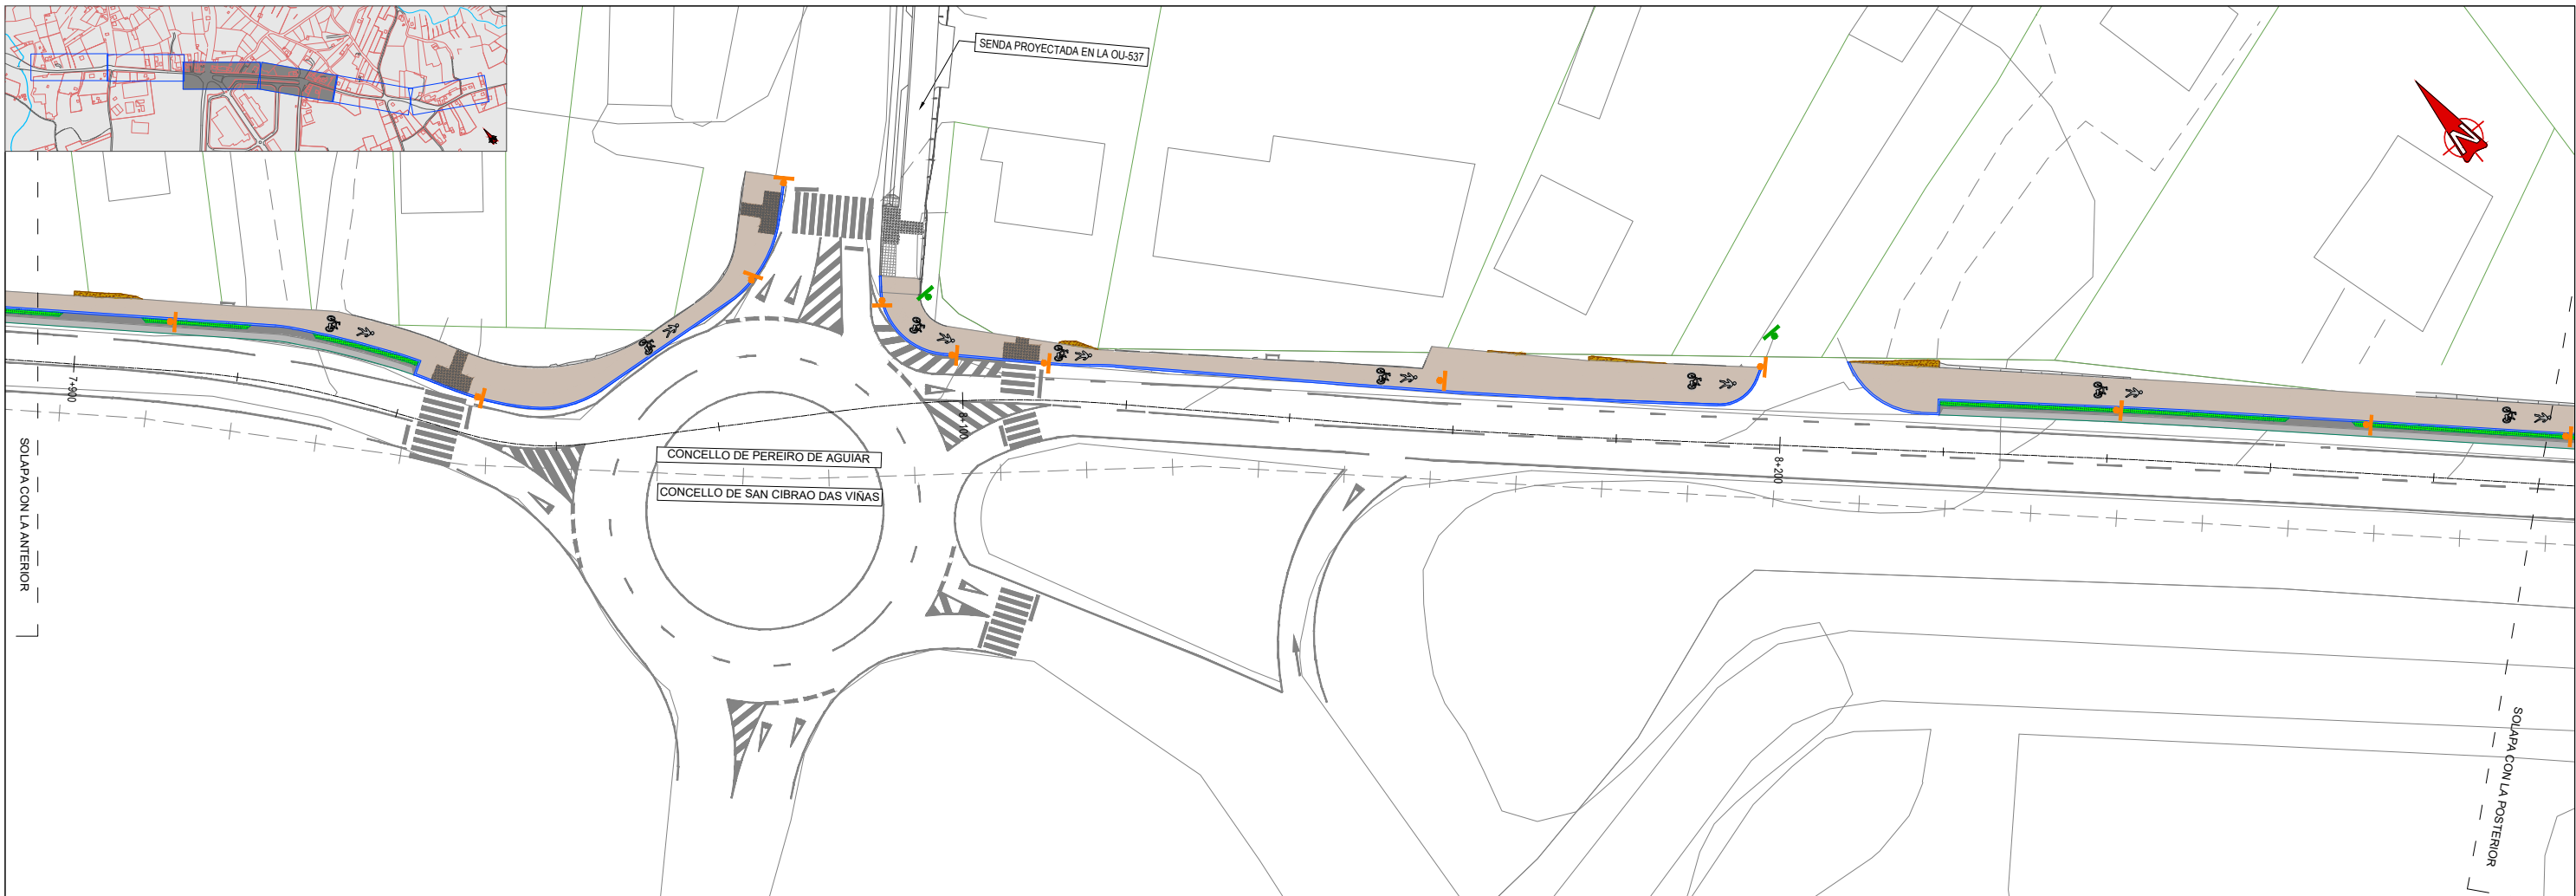 SENDA PROYECTADA EN LA OU-537
7+900
8+100
CONCELLO DE PEREIRO DE AGUIAR
CONCELLO DE SAN CIBRAO DAS VIÑAS
8+200
SOLAPA CON LA ANTERIOR
SOLAPA CON LA POSTERIOR
N